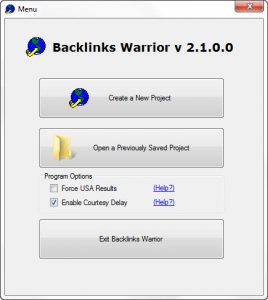 Menu
Backlinks Warrior v 2.1.0.0
Create a New Project
Open a Previously Saved Project
Program Options
Force USA Results (Help?)
Enable Courtesy Delay (Help?)
Exit Backlinks Warrior